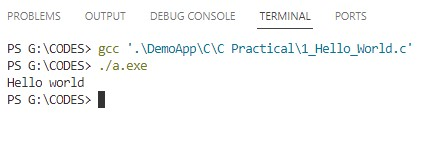 PROBLEMS OUTPUT DEBUG CONSOLE TERMINAL PORTS
PS G:\CODES> gcc '.\DemoApp\C\C Practical\1_Hello_World.c'
PS G:\CODES> ./a.exe
Hello world
PS G:\CODES>